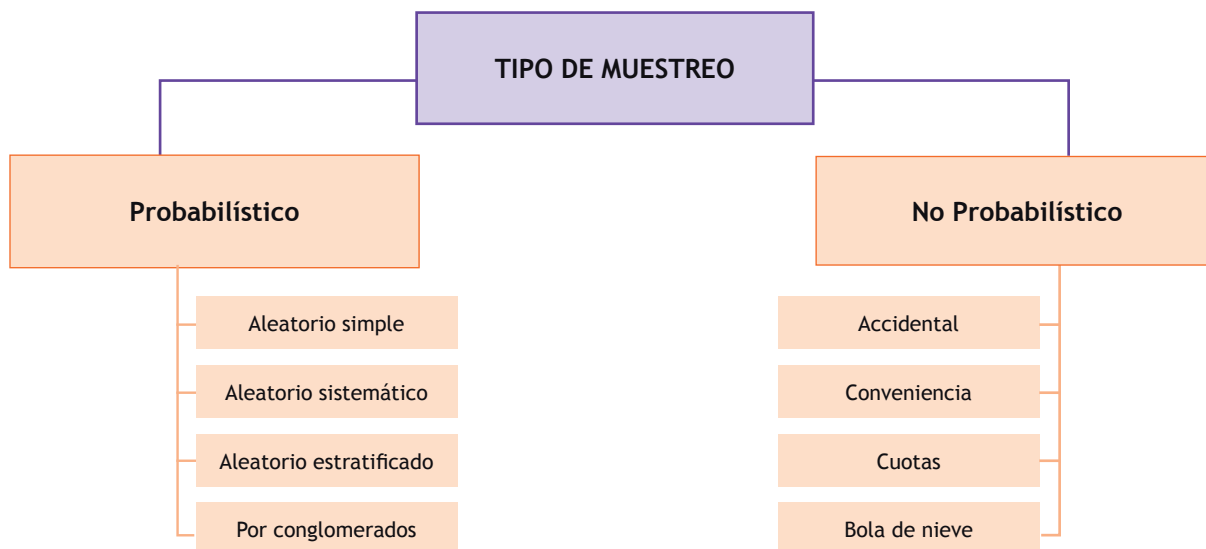 TIPO DE MUESTREO
Probabilístico
Aleatorio simple
Aleatorio sistemático
Aleatorio estratificado
Por conglomerados
No Probabilístico
Accidental
Conveniencia
Cuotas
Bola de nieve